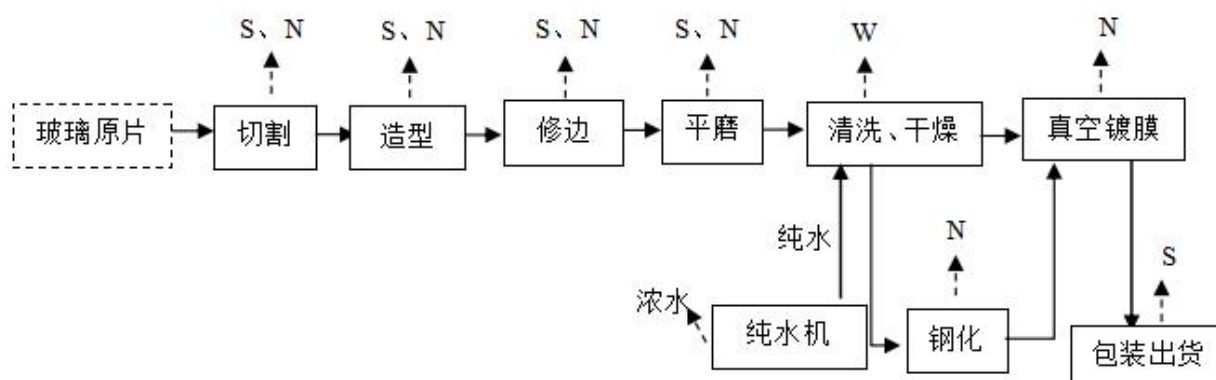 S、N
S、N
S、N
S、N
W
N
玻璃原片
切割
造型
修边
平磨
清洗、干燥
真空镀膜
纯水
N
S
浓水
纯水机
钢化
包装出货